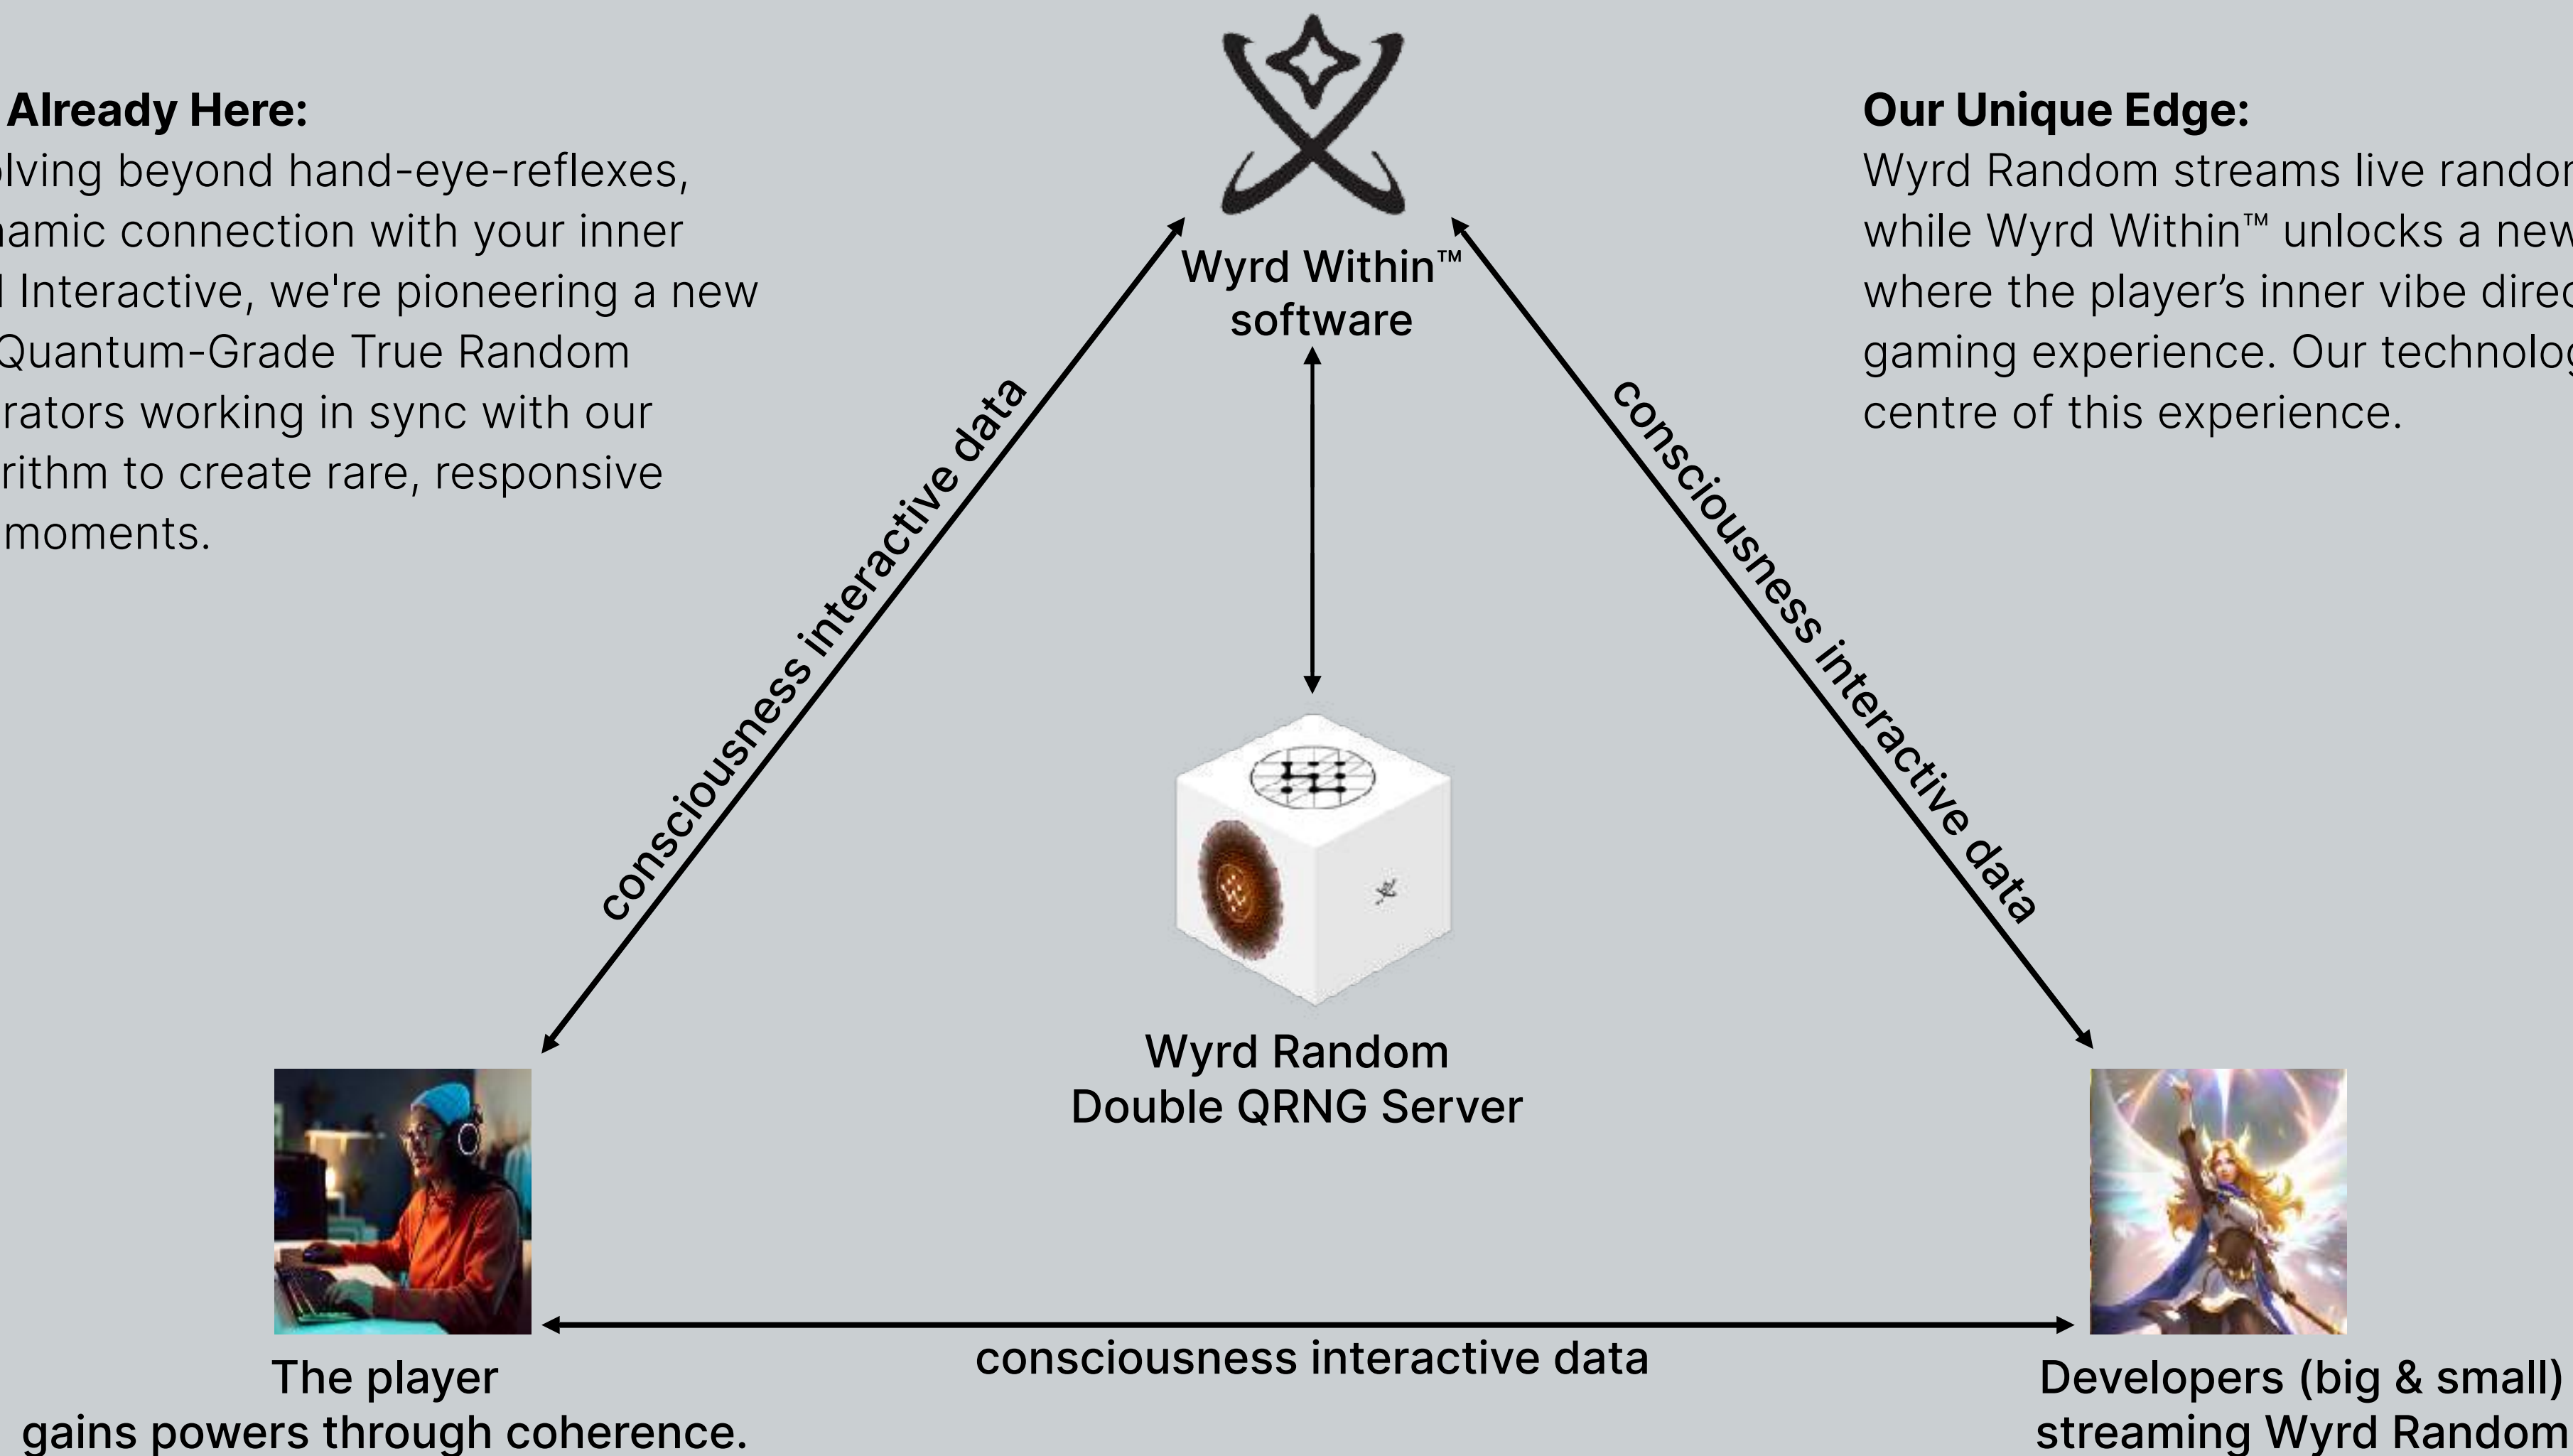 Already Here:
lving beyond hand-eye-reflexes,
namic connection with your inner
Interactive, we're pioneering a new
Quantum-Grade True Random
rators working in sync with our
rithm to create rare, responsive
moments.
Wyrd Within™
software
Our Unique Edge:
Wyrd Random streams live random
while Wyrd Within™ unlocks a new
where the player’s inner vibe direc
gaming experience. Our technolog
centre of this experience.
consciousness interactive data
consciousness interactive data
Wyrd Random
Double QRNG Server
consciousness interactive data
The player
gains powers through coherence.
Developers (big & small)
streaming Wyrd Random